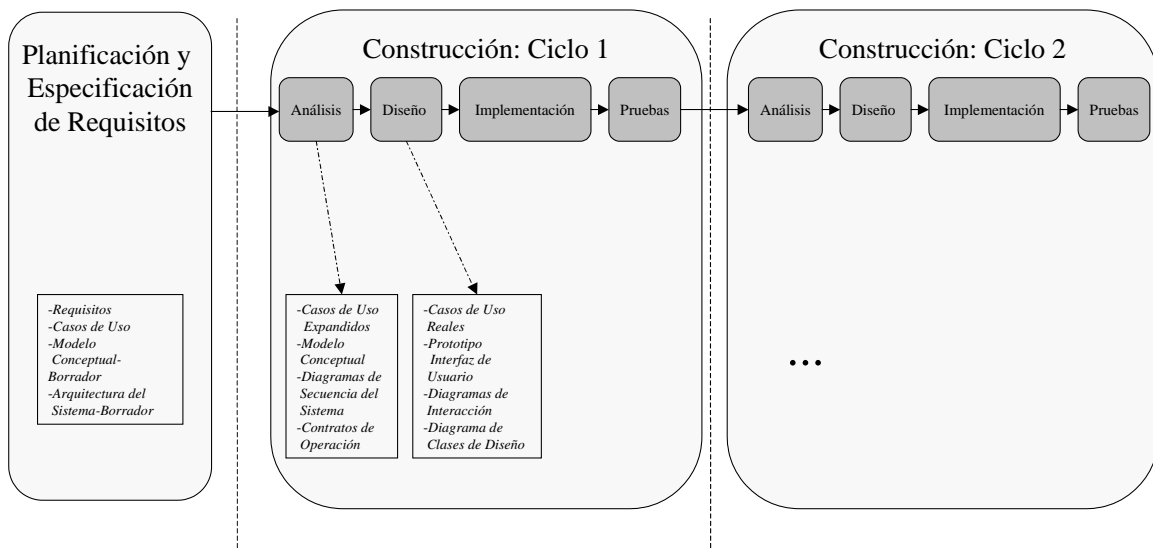 Planificación y
Especificación
de Requisitos
-Requisitos
-Casos de Uso
-Modelo
Conceptual-
Borrador
-Arquitectura del
Sistema-Borrador
Construcción: Ciclo 1
Análisis
Diseño
Implementación
Pruebas
-Casos de Uso
Expandidos
-Modelo
Conceptual
-Diagramas de
Secuencia del
Sistema
-Contratos de
Operación
-Casos de Uso
Reales
-Prototipo
Interfaz de
Usuario
-Diagramas de
Interacción
-Diagrama de
Clases de Diseño
Construcción: Ciclo 2
Análisis
Diseño
Implementación
Pruebas
...